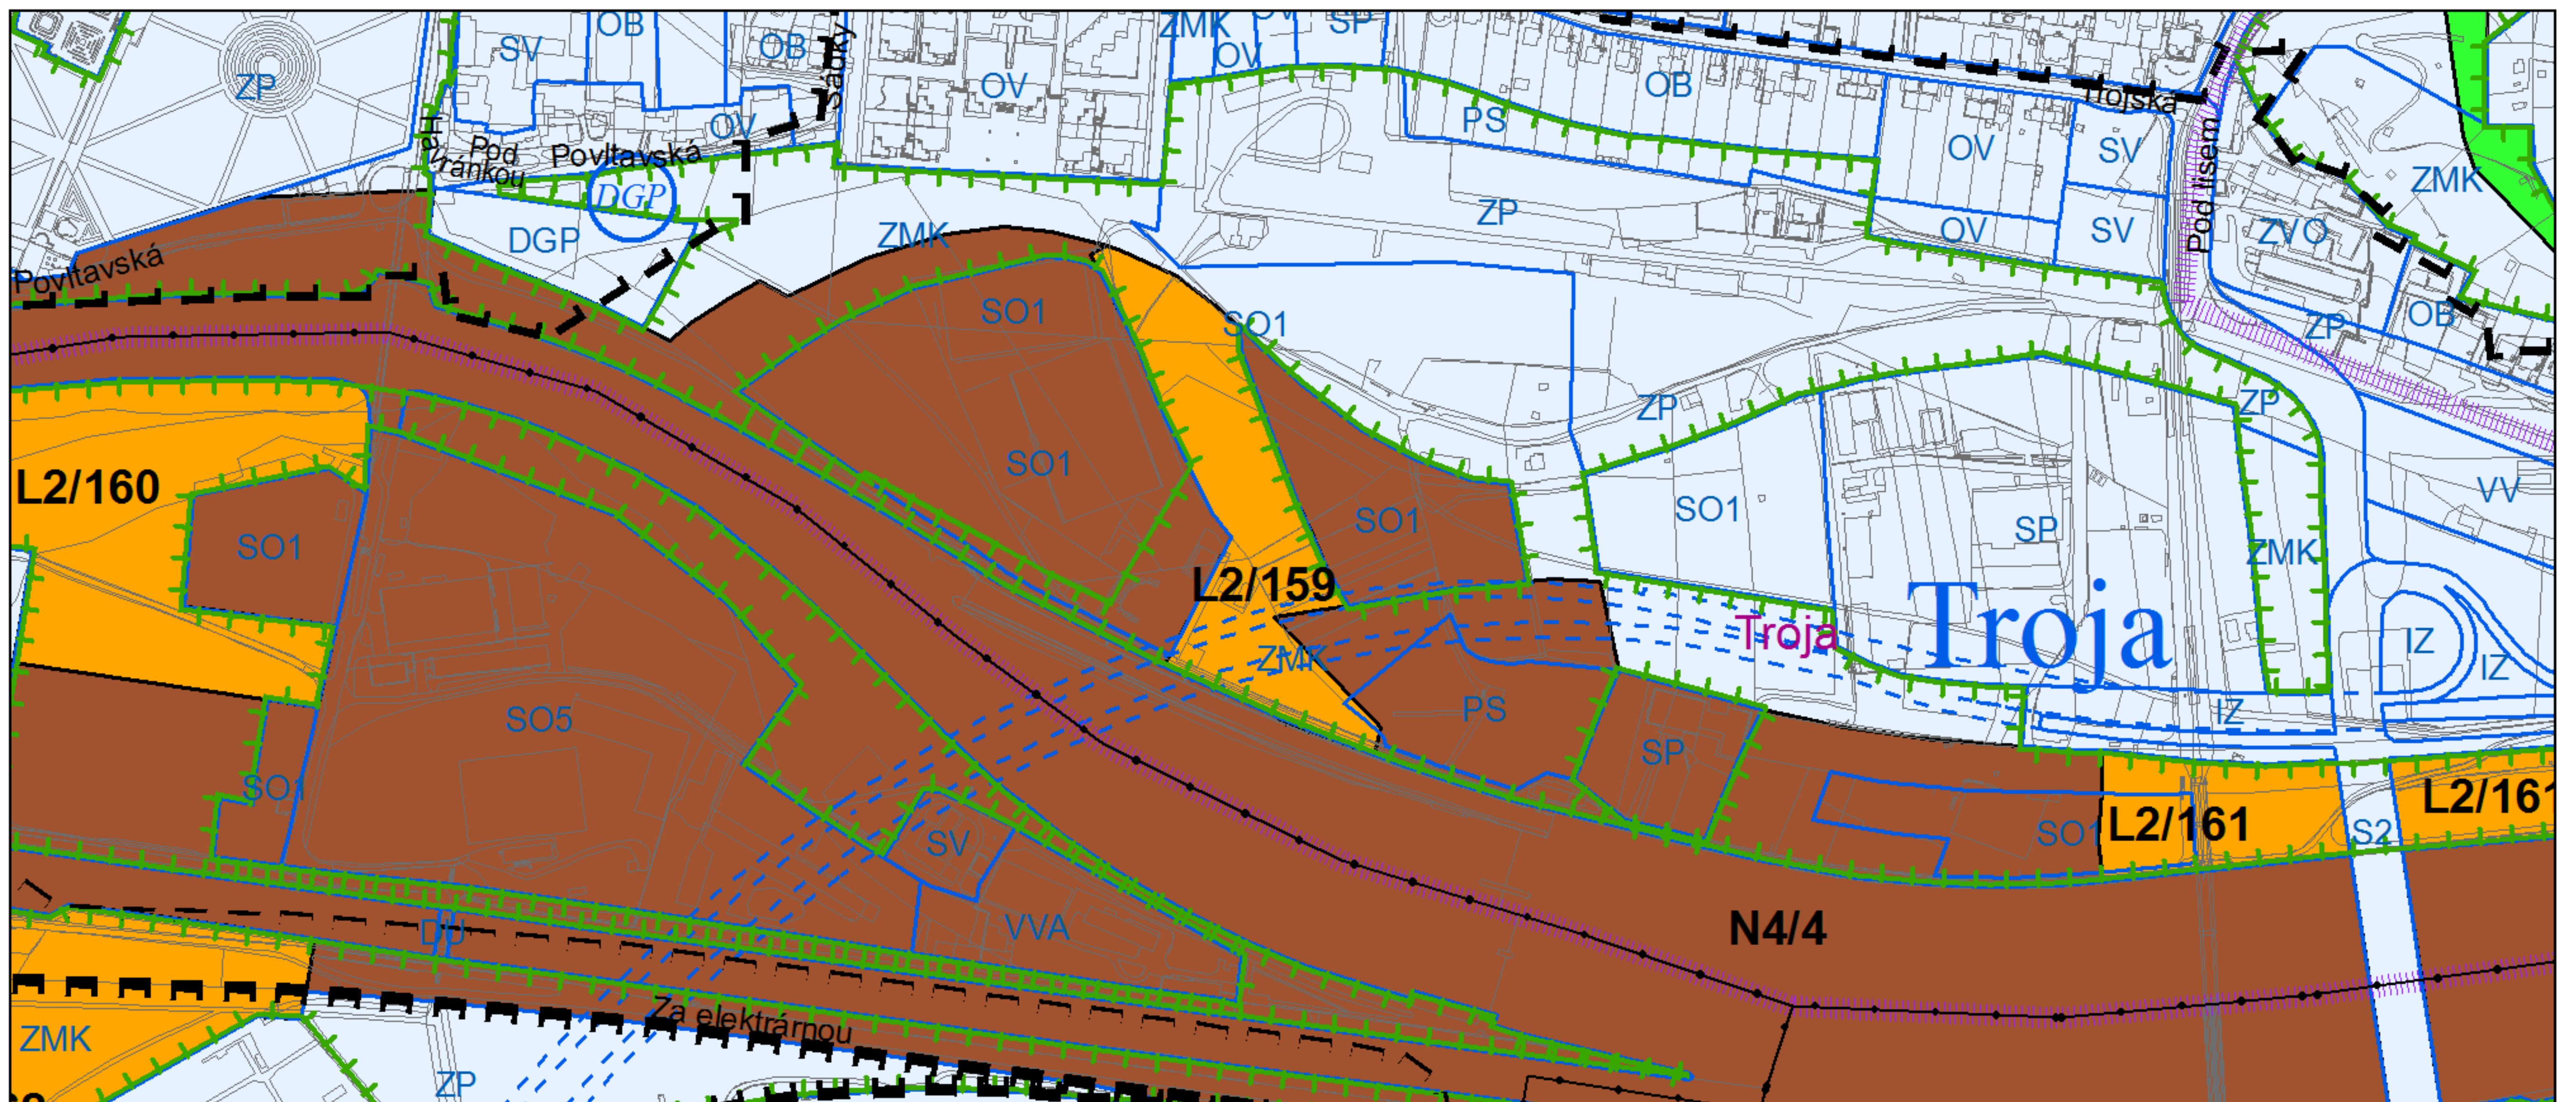 ZP
SV
OB
OB
OV
Sádky
OV
ZMK
OV
SP
OB
PS
OV
SV
Trojská
Pod lisem
ZMK
Povltavská
Na
vránkou
Pod
Povltavská
DGP
DGP
ZMK
ZP
OV
SV
ZVO
OB
ZP
SO1
SO1
ZP
ZP
L2/160
SO1
SO1
SO1
SO1
SP
VV
ZMK
L2/159
Troja
Troja
IZ
IZ
ZMK
SO5
PS
SP
IZ
SO1
SV
SO1
L2/161
S2
L2/161
DU
VVA
N4/4
Za elektrárnou
ZMK
ZP